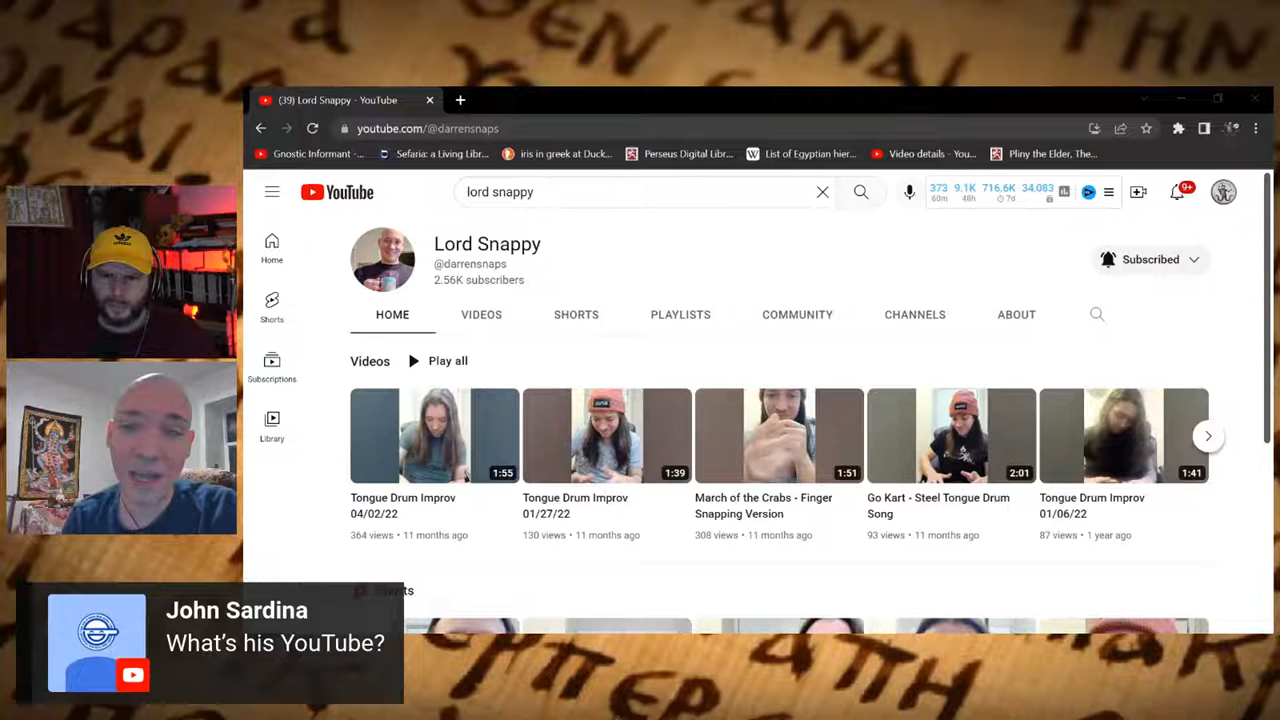 (39) Lord Snappy - YouTube
youtube.com/@darrensnaps
Gnostic Informant -...
Sefaria: a Living Libr...
iris in greek at Duck...
Perseus Digital Libr...
List of Egyptian hier...
Video details - You...
Pliny the Elder, The...
YouTube
lord snappy
373 9.1K 716.6K 34.083
60m 48h 7d
9+
Home
Shorts
Subscriptions
Library
Lord Snappy
@darrensnaps
2.56K subscribers
Subscribed
HOME VIDEOS SHORTS PLAYLISTS COMMUNITY CHANNELS ABOUT
Videos Play all
1:55 1:39 1:51 2:01 1:41
Tongue Drum Improv
04/02/22
364 views • 11 months ago
Tongue Drum Improv
01/27/22
130 views • 11 months ago
March of the Crabs - Finger
Snapping Version
308 views • 11 months ago
Go Kart - Steel Tongue Drum
Song
93 views • 11 months ago
Tongue Drum Improv
01/06/22
87 views • 1 year ago
Shorts
John Sardina
What's his YouTube?